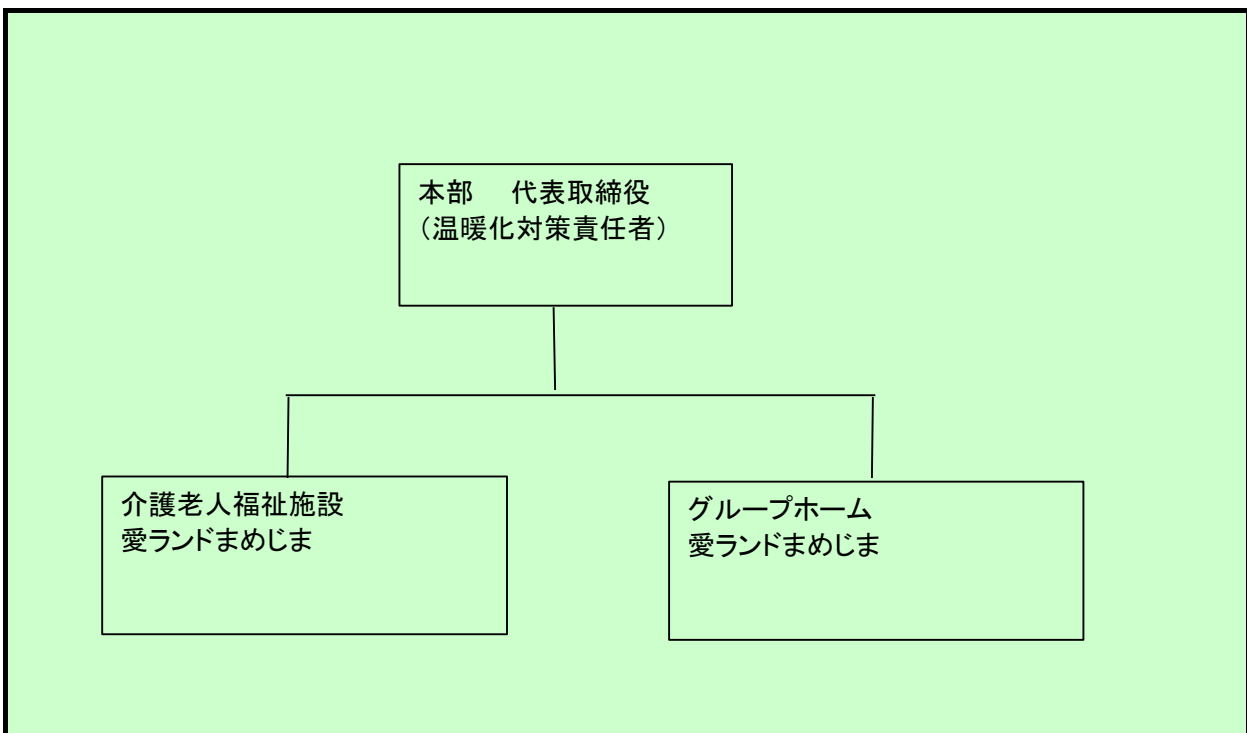 本部　代表取締役
（温暖化対策責任者）
介護老人福祉施設
愛ランドまめじま
グループホーム
愛ランドまめじま